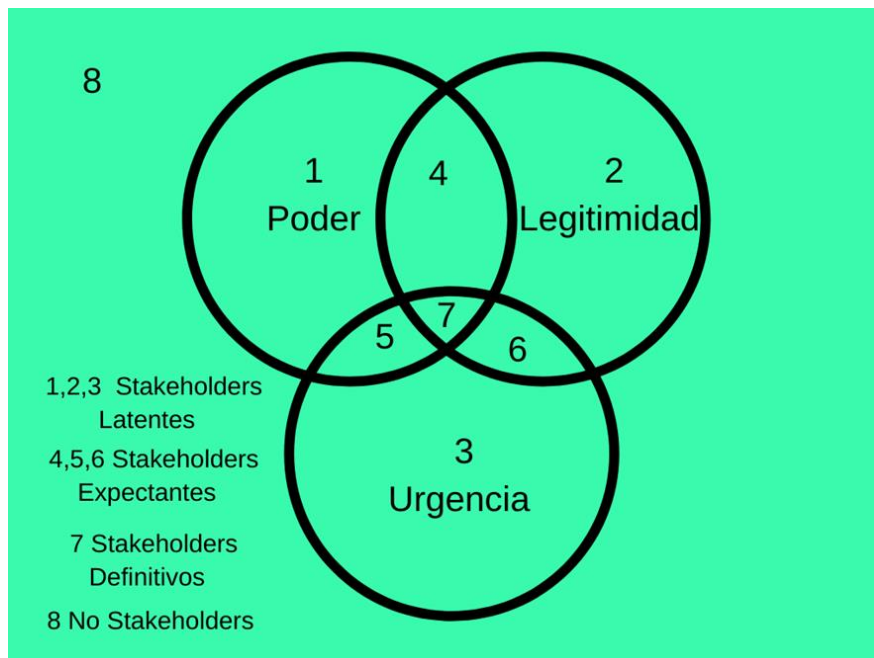 8
1
4
2
Poder
Legitimidad
7
5
6
1,2,3 Stakeholders
Latentes
3
4,5,6 Stakeholders
Expectantes
Urgencia
7 Stakeholders
Definitivos
8 No Stakeholders